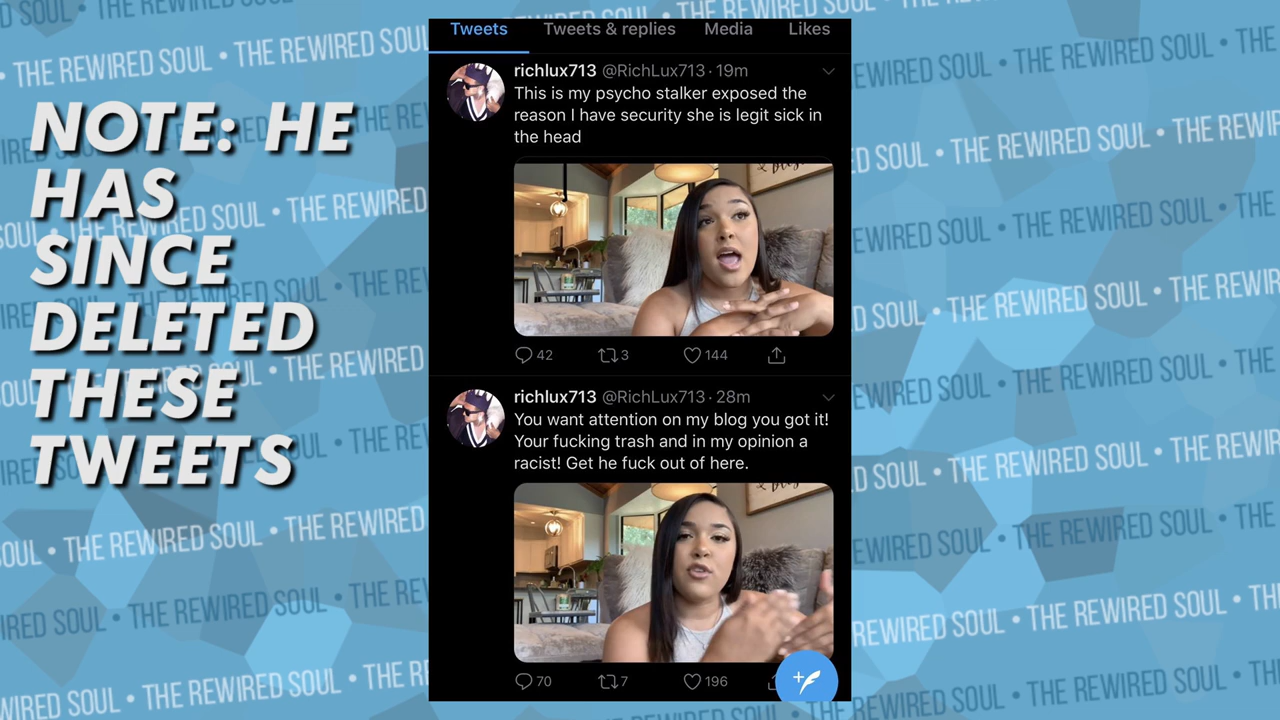 NOTE: HE
HAS
SINCE
DELETED
THESE
TWEETS
Tweets Tweets & replies Media Likes
richlux713 @RichLux713 · 19m
This is my psycho stalker exposed the
reason I have security she is legit sick in
the head
42 3 144
richlux713 @RichLux713 · 28m
You want attention on my blog you got it!
Your fucking trash and in my opinion a
racist! Get he fuck out of here.
70 7 196
THE REWIRED SOUL • THE REWIRED SOUL